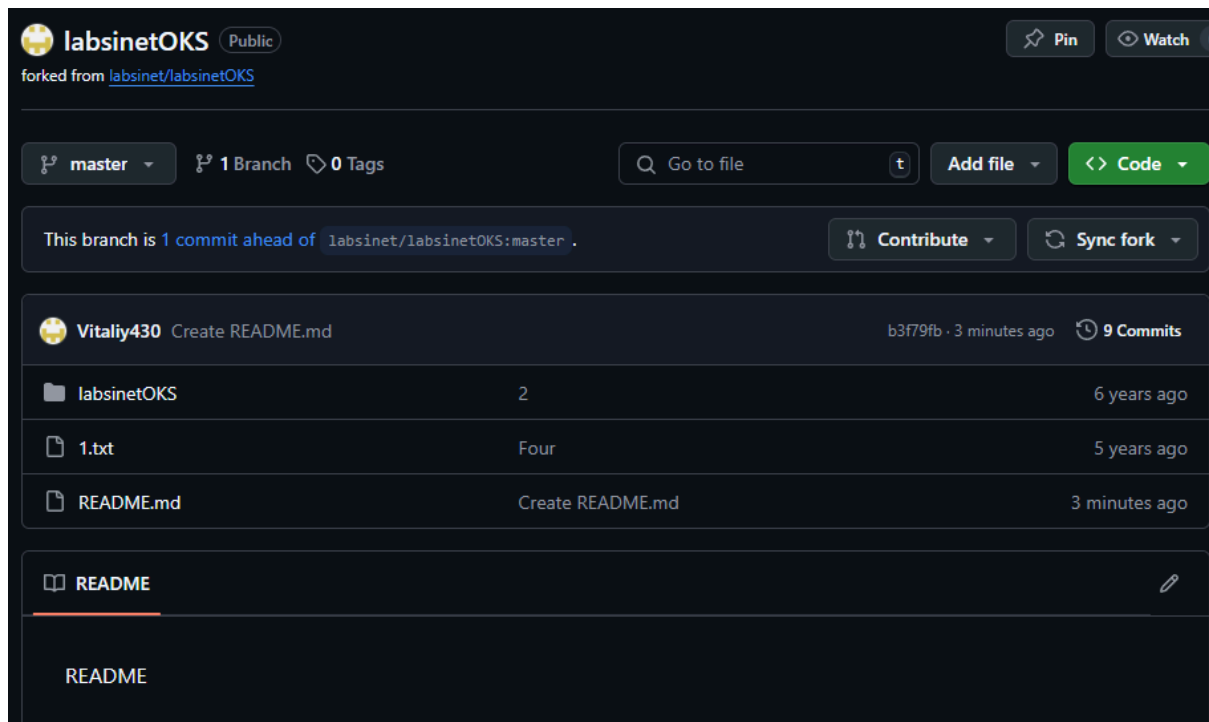 labsinetOKS Public Pin Watch
forked from labsinet/labsinetOKS
master 1 Branch 0 Tags Go to file t Add file Code
This branch is 1 commit ahead of labsinet/labsinetOKS:master . Contribute Sync fork
Vitaliy430 Create README.md b3f79fb · 3 minutes ago 9 Commits
labsinetOKS 2 6 years ago
1.txt Four 5 years ago
README.md Create README.md 3 minutes ago
README
README